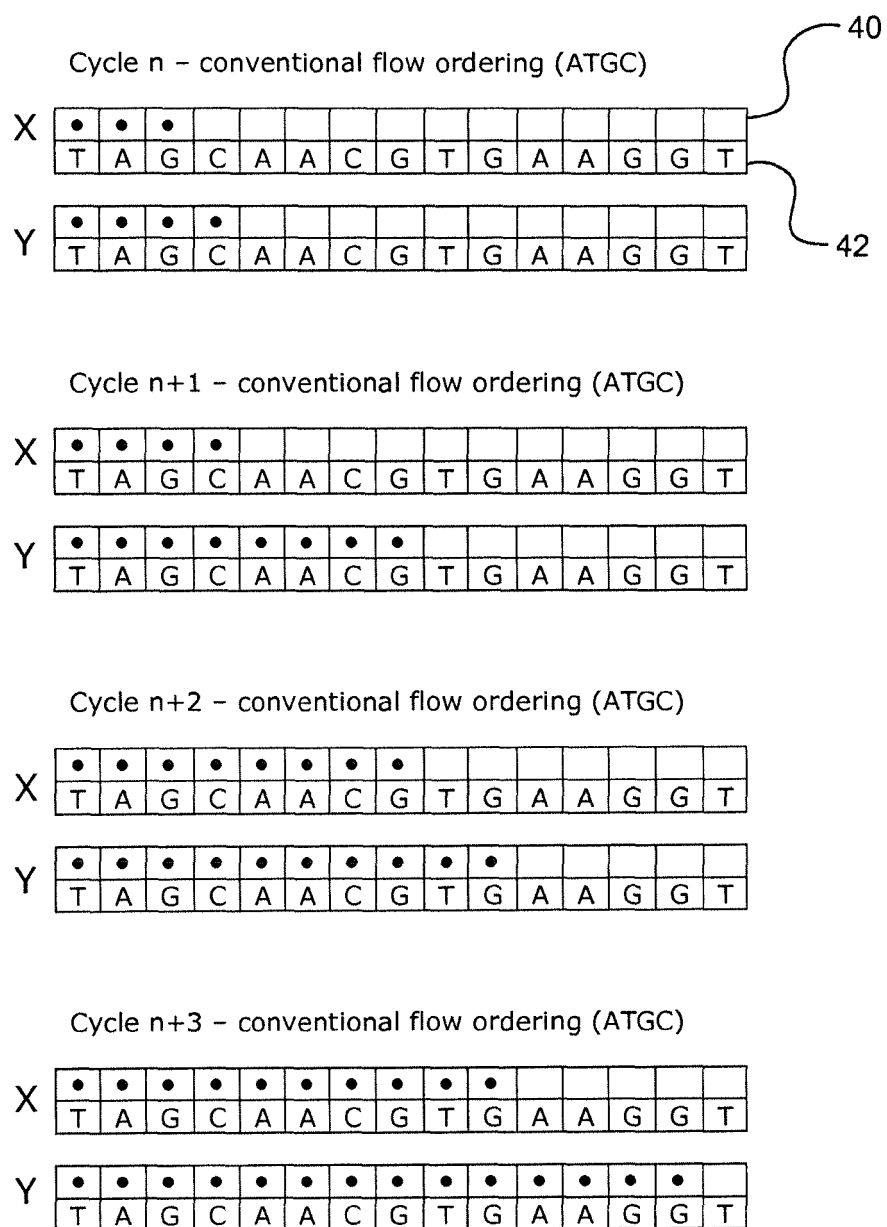 40
Cycle n – conventional flow ordering (ATGC)
X
T A G C A A C G T G A A G G T
42
Y
T A G C A A C G T G A A G G T
Cycle n+1 – conventional flow ordering (ATGC)
X
T A G C A A C G T G A A G G T
Y
T A G C A A C G T G A A G G T
Cycle n+2 – conventional flow ordering (ATGC)
X
T A G C A A C G T G A A G G T
Y
T A G C A A C G T G A A G G T
Cycle n+3 – conventional flow ordering (ATGC)
X
T A G C A A C G T G A A G G T
Y
T A G C A A C G T G A A G G T